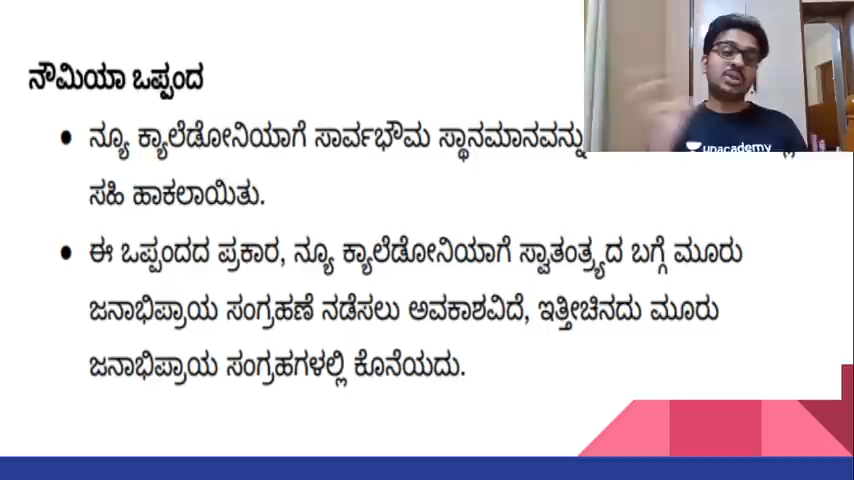 ನೌಮಿಯಾ ಒಪ್ಪಂದ
• ನ್ಯೂ ಕ್ಯಾಲೆಡೋನಿಯಾಗೆ ಸಾರ್ವಭೌಮ ಸ್ಥಾನಮಾನವನ್ನು
ಸಹಿ ಹಾಕಲಾಯಿತು.
• ಈ ಒಪ್ಪಂದದ ಪ್ರಕಾರ, ನ್ಯೂ ಕ್ಯಾಲೆಡೋನಿಯಾಗೆ ಸ್ವಾತಂತ್ರ್ಯದ ಬಗ್ಗೆ ಮೂರು
ಜನಾಭಿಪ್ರಾಯ ಸಂಗ್ರಹಣೆ ನಡೆಸಲು ಅವಕಾಶವಿದೆ, ಇತ್ತೀಚಿನದು ಮೂರು
ಜನಾಭಿಪ್ರಾಯ ಸಂಗ್ರಹಗಳಲ್ಲಿ ಕೊನೆಯದು.
unacademy